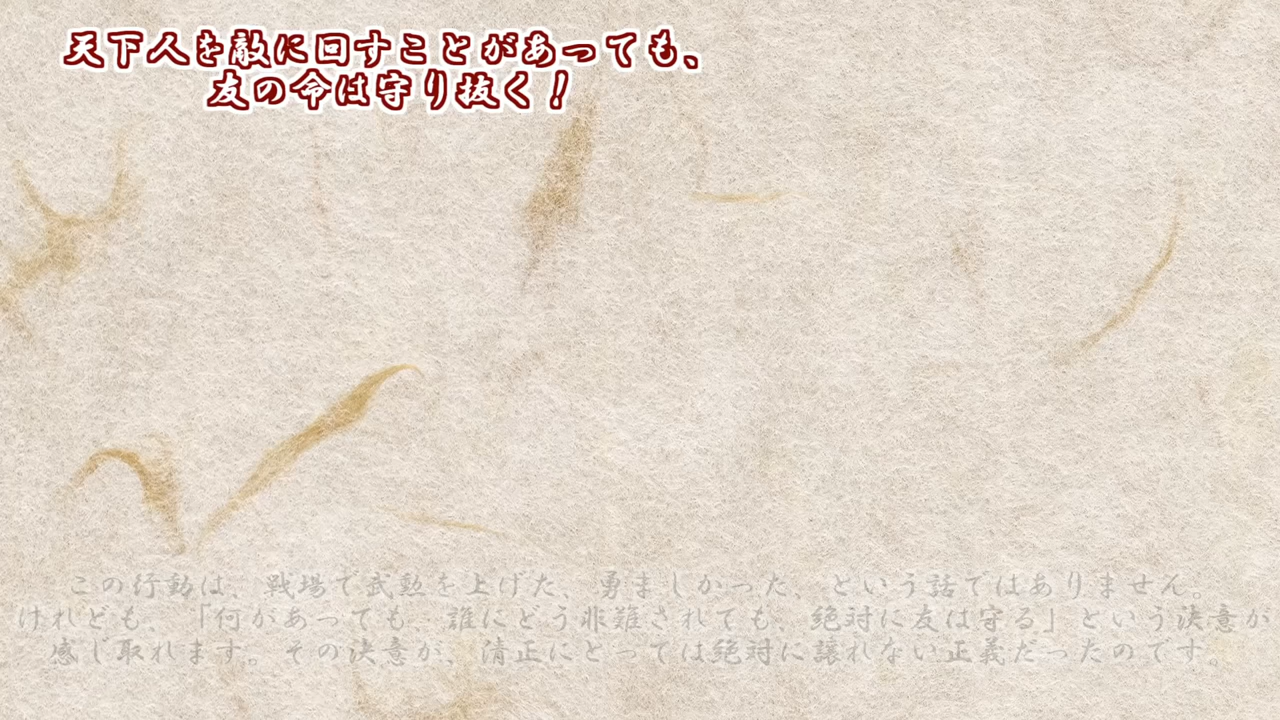 天下人を敵に回すことがあっても、
友の命は守り抜く！
この行動は、戦場で武勲を上げた、勇ましかった、という話ではありません。
けれども、「何があっても、誰にどう非難されても、絶対に友は守る」という決意が
感じ取れます。その決意が、清正にとっては絶対に譲れない正義だったのです。